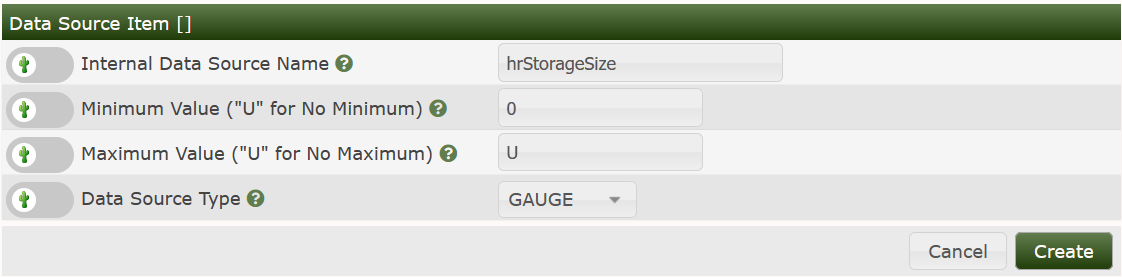 Data Source Item []
Internal Data Source Name ? hrStorageSize
Minimum Value ("U" for No Minimum) ? 0
Maximum Value ("U" for No Maximum) ? U
Data Source Type ? GAUGE
Cancel Create